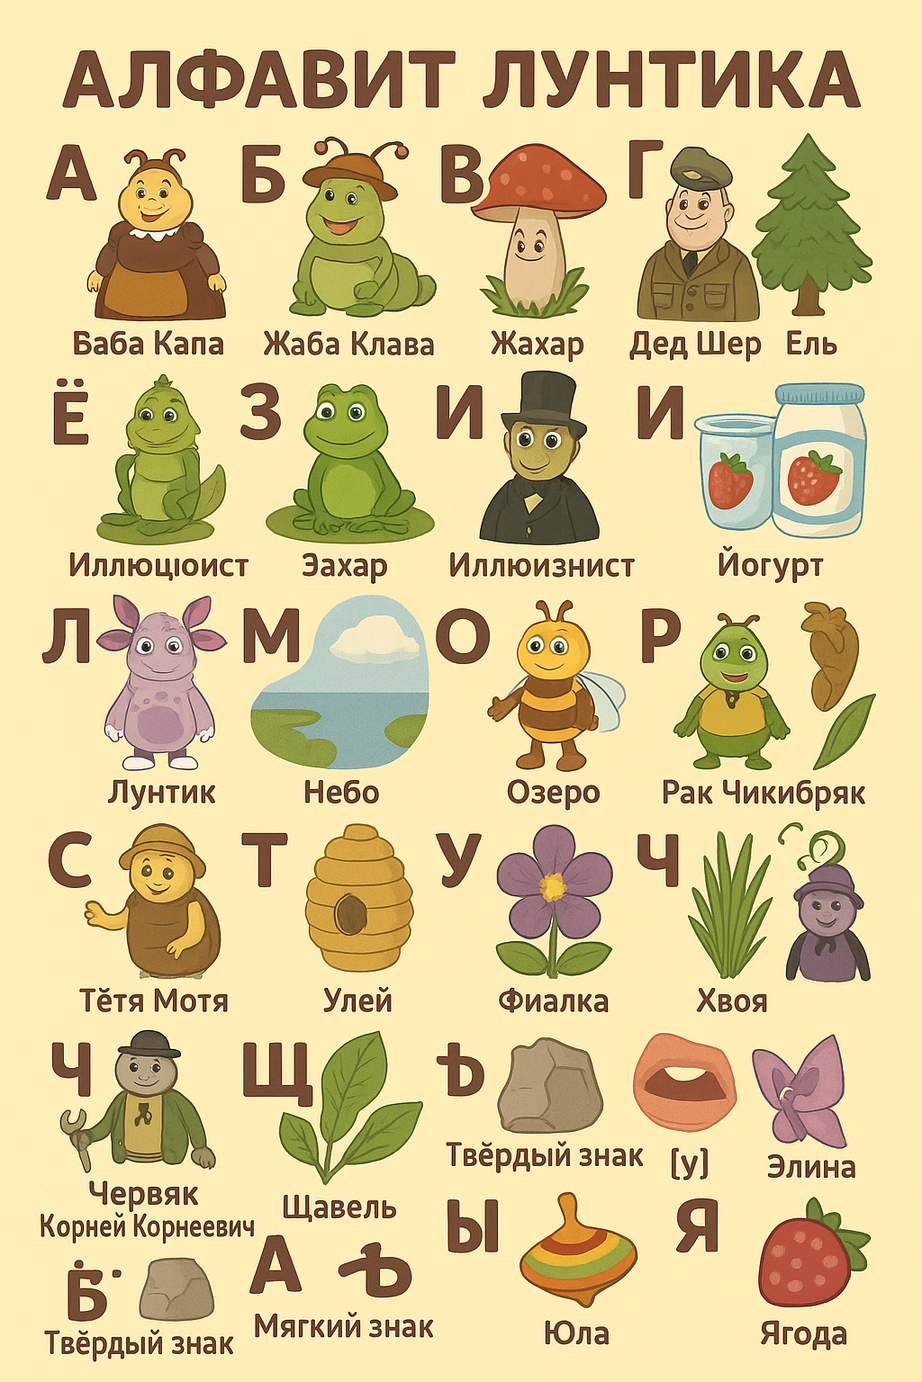 АЛФАВИТ ЛУНТИКА
А Б В Г
Баба Капа Жаба Клава Жахар Дед Шер Ель
Ё З И И
Иллюцιоист Эахар Иллюизнист Йогурт
Л М О Р
Лунтик Небо Озеро Рак Чикибряк
С Т У Ч
Тётя Мотя Улей Фиалка Хвоя
Ч Щ Ѣ
Твёрдый знак [у] Элина
Червяк
Корней Корнеевич
Щавель
Ы Я
А Ѣ
Мягкий знак
Твёрдый знак
Юла Ягода